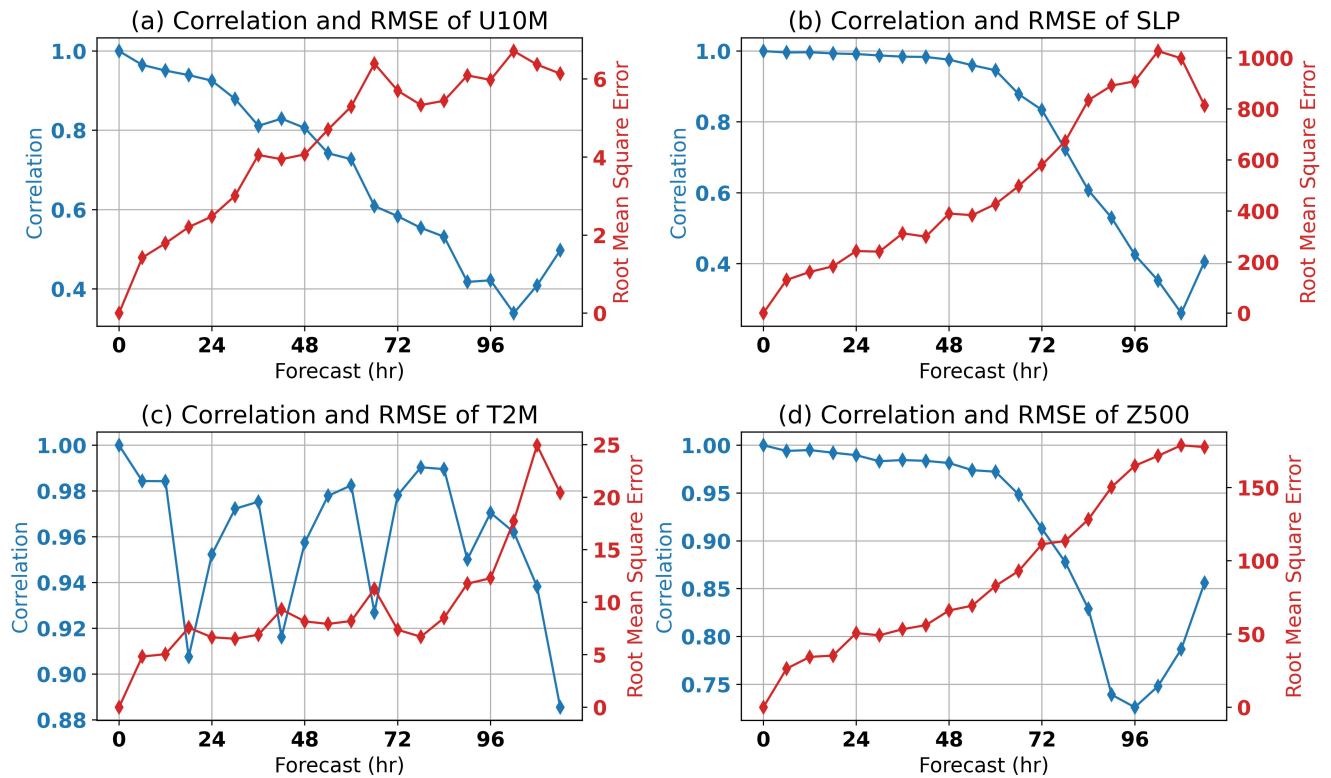 (a) Correlation and RMSE of U10M
1.0
0.8
0.6
0.4
Correlation
6
4
2
0
Root Mean Square Error
0 24 48 72 96
Forecast (hr)
(b) Correlation and RMSE of SLP
1.0
0.8
0.6
0.4
Correlation
1000
800
600
400
200
0
Root Mean Square Error
0 24 48 72 96
Forecast (hr)
(c) Correlation and RMSE of T2M
1.00
0.98
0.96
0.94
0.92
0.90
0.88
Correlation
25
20
15
10
5
0
Root Mean Square Error
0 24 48 72 96
Forecast (hr)
(d) Correlation and RMSE of Z500
1.00
0.95
0.90
0.85
0.80
0.75
Correlation
150
100
50
0
Root Mean Square Error
0 24 48 72 96
Forecast (hr)